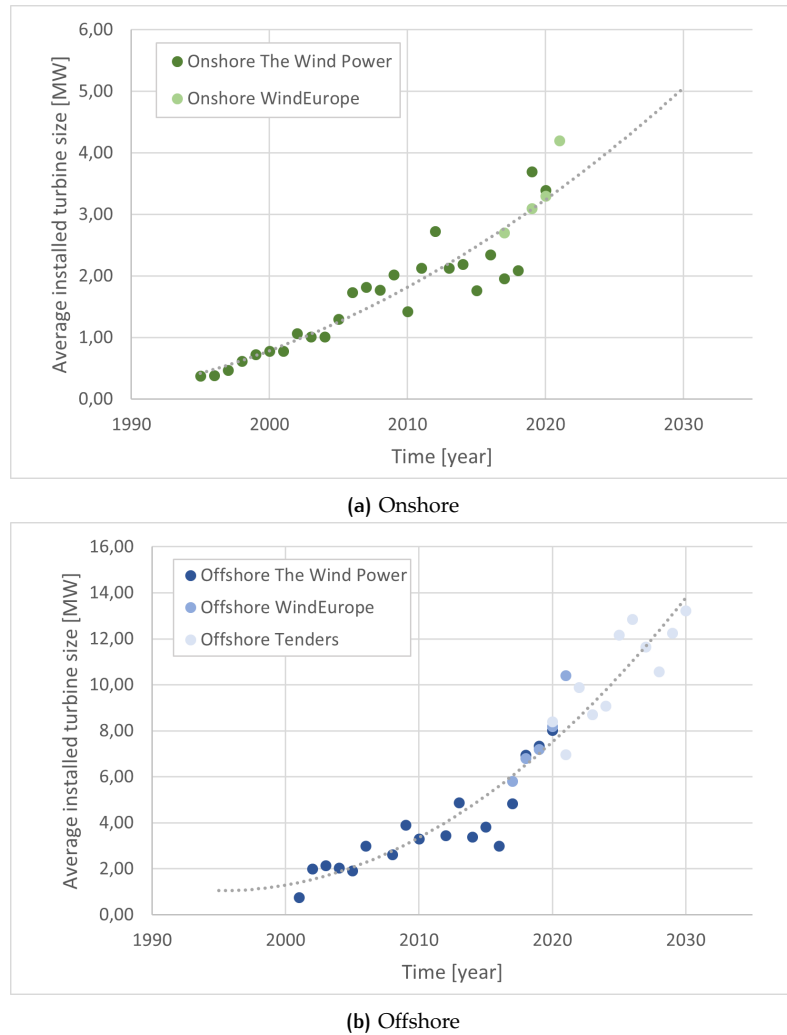 6,00
5,00
4,00
3,00
2,00
1,00
0,00
Average installed turbine size [MW]
Onshore The Wind Power
Onshore WindEurope
1990 2000 2010 2020 2030
Time [year]
(a) Onshore
16,00
14,00
12,00
10,00
8,00
6,00
4,00
2,00
0,00
Average installed turbine size [MW]
Offshore The Wind Power
Offshore WindEurope
Offshore Tenders
1990 2000 2010 2020 2030
Time [year]
(b) Offshore